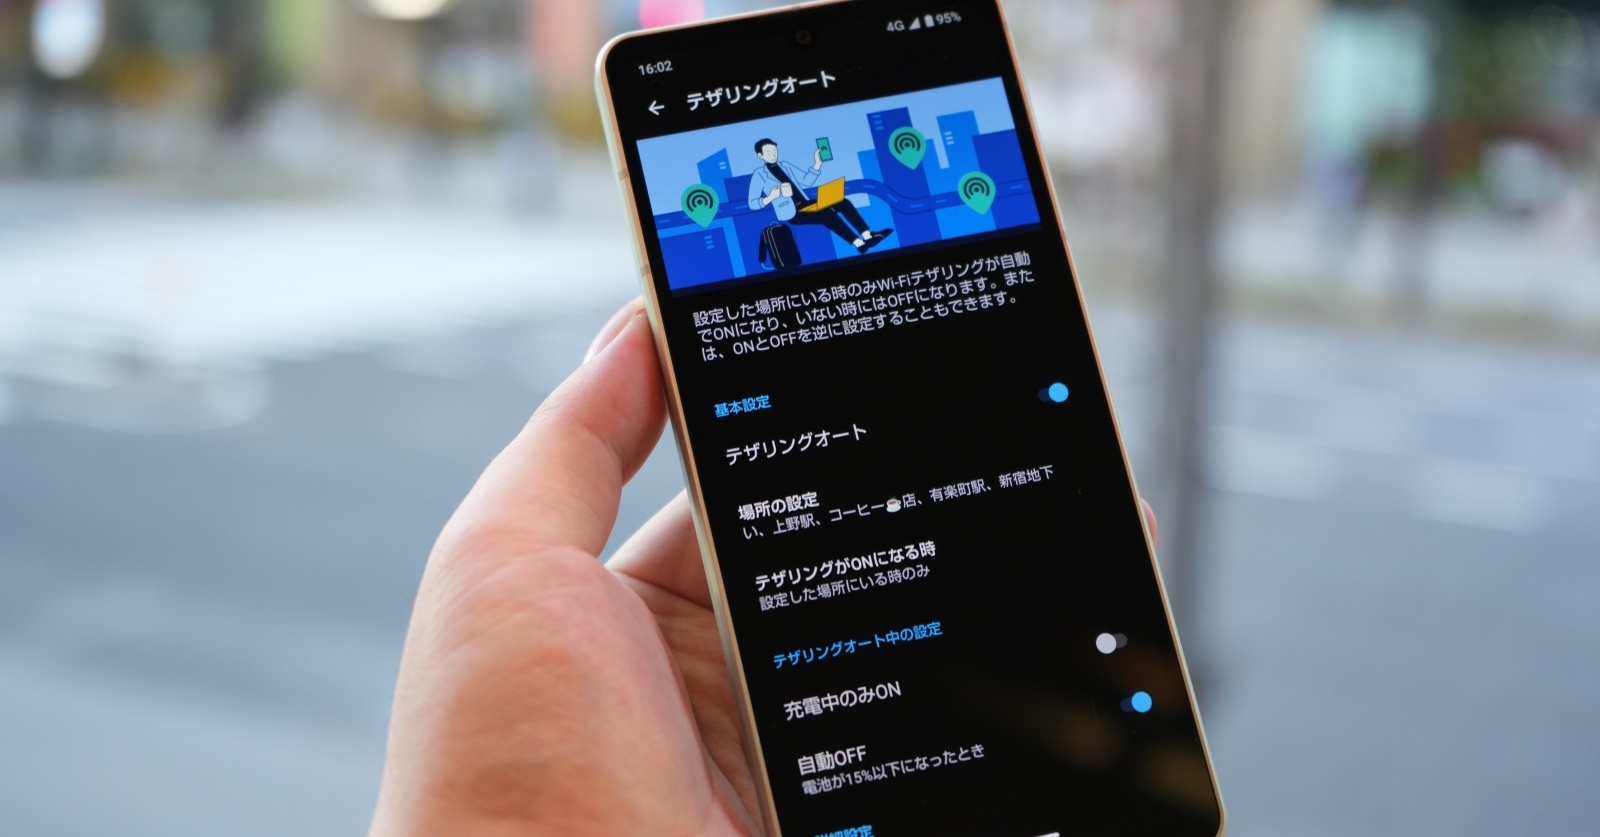 16:02
4G 95%
← テザリングオート
設定した場所にいる時のみWi-Fiテザリングが自動
でONになり、いない時にはOFFになります。また
は、ONとOFFを逆に設定することもできます。
基本設定
テザリングオート
場所の設定
い、上野駅、コーヒー☕店、有楽町駅、新宿地下
テザリングがONになる時
設定した場所にいる時のみ
テザリングオート中の設定
充電中のみON
自動OFF
電池が15%以下になったとき
詳細設定